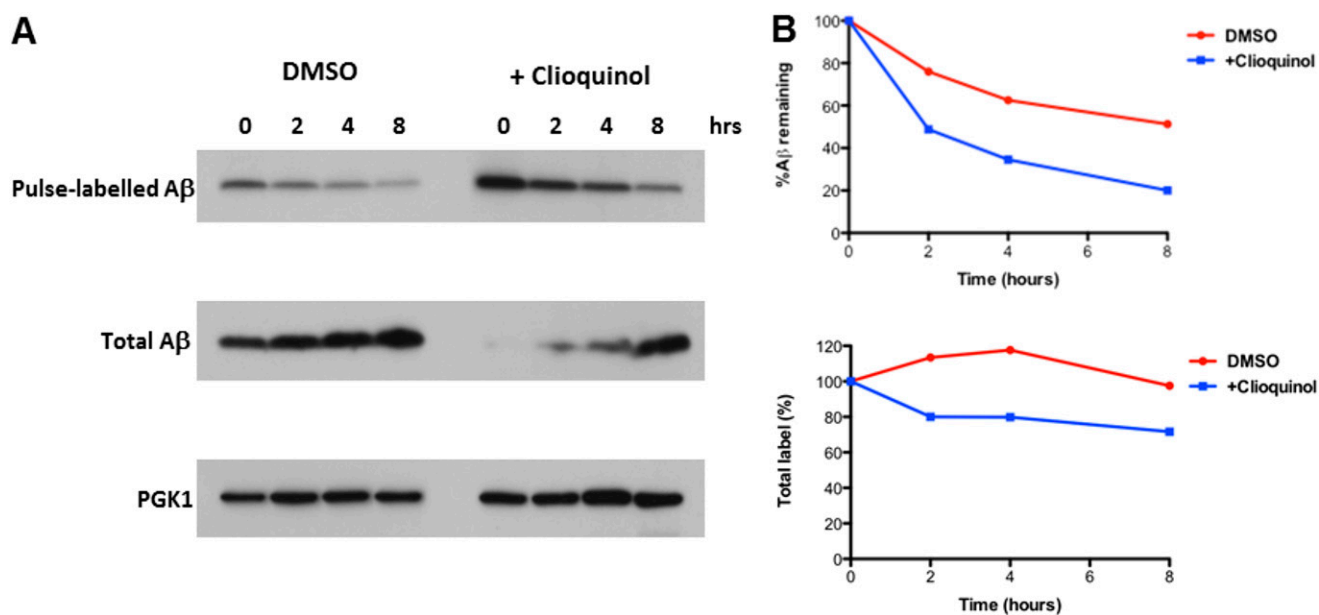 A
DMSO
+ Clioquinol
0 2 4 8 0 2 4 8 hrs
Pulse-labelled Aβ
Total Aβ
PGK1
B
100
80
60
40
20
0
%Aβ remaining
0 2 4 6 8
Time (hours)
DMSO
+Clioquinol
120
100
80
60
40
20
0
Total label (%)
0 2 4 6 8
Time (hours)
DMSO
+Clioquinol